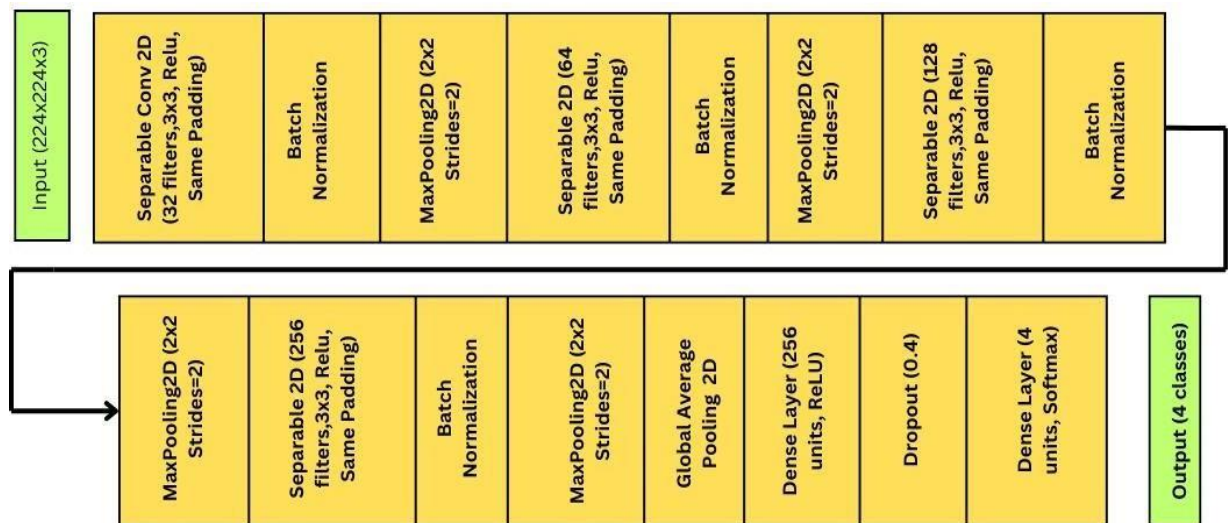 Input (224x224x3)
Separable Conv 2D
(32 filters,3x3, Relu,
Same Padding)
Batch
Normalization
MaxPooling2D (2x2
Strides=2)
Separable 2D (64
filters,3x3, Relu,
Same Padding)
Batch
Normalization
MaxPooling2D (2x2
Strides=2)
Separable 2D (128
filters,3x3, Relu,
Same Padding)
Batch
Normalization
MaxPooling2D (2x2
Strides=2)
Separable 2D (256
filters,3x3, Relu,
Same Padding)
Batch
Normalization
MaxPooling2D (2x2
Strides=2)
Global Average
Pooling 2D
Dense Layer (256
units, ReLU)
Dropout (0.4)
Dense Layer (4
units, Softmax)
Output (4 classes)